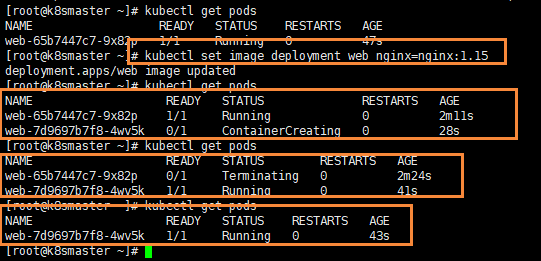 [root@k8smaster ~]# kubectl get pods
NAME READY STATUS RESTARTS AGE
web-65b7447c7-9x82p 1/1 Running 0 47s
[root@k8smaster ~]# kubectl set image deployment web nginx=nginx:1.15
deployment.apps/web image updated
[root@k8smaster ~]# kubectl get pods
NAME READY STATUS RESTARTS AGE
web-65b7447c7-9x82p 1/1 Running 0 2m11s
web-7d9697b7f8-4wv5k 0/1 ContainerCreating 0 28s
[root@k8smaster ~]# kubectl get pods
NAME READY STATUS RESTARTS AGE
web-65b7447c7-9x82p 0/1 Terminating 0 2m24s
web-7d9697b7f8-4wv5k 1/1 Running 0 41s
[root@k8smaster ~]# kubectl get pods
NAME READY STATUS RESTARTS AGE
web-7d9697b7f8-4wv5k 1/1 Running 0 43s
[root@k8smaster ~]#